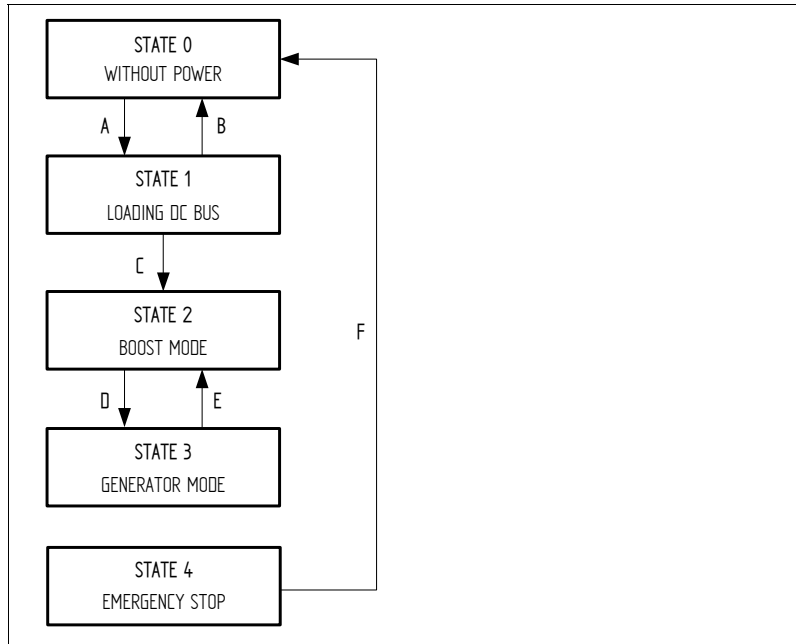 STATE 0
WITHOUT POWER
A
B
STATE 1
LOADING DC BUS
C
STATE 2
BOOST MODE
F
D
E
STATE 3
GENERATOR MODE
STATE 4
EMERGENCY STOP